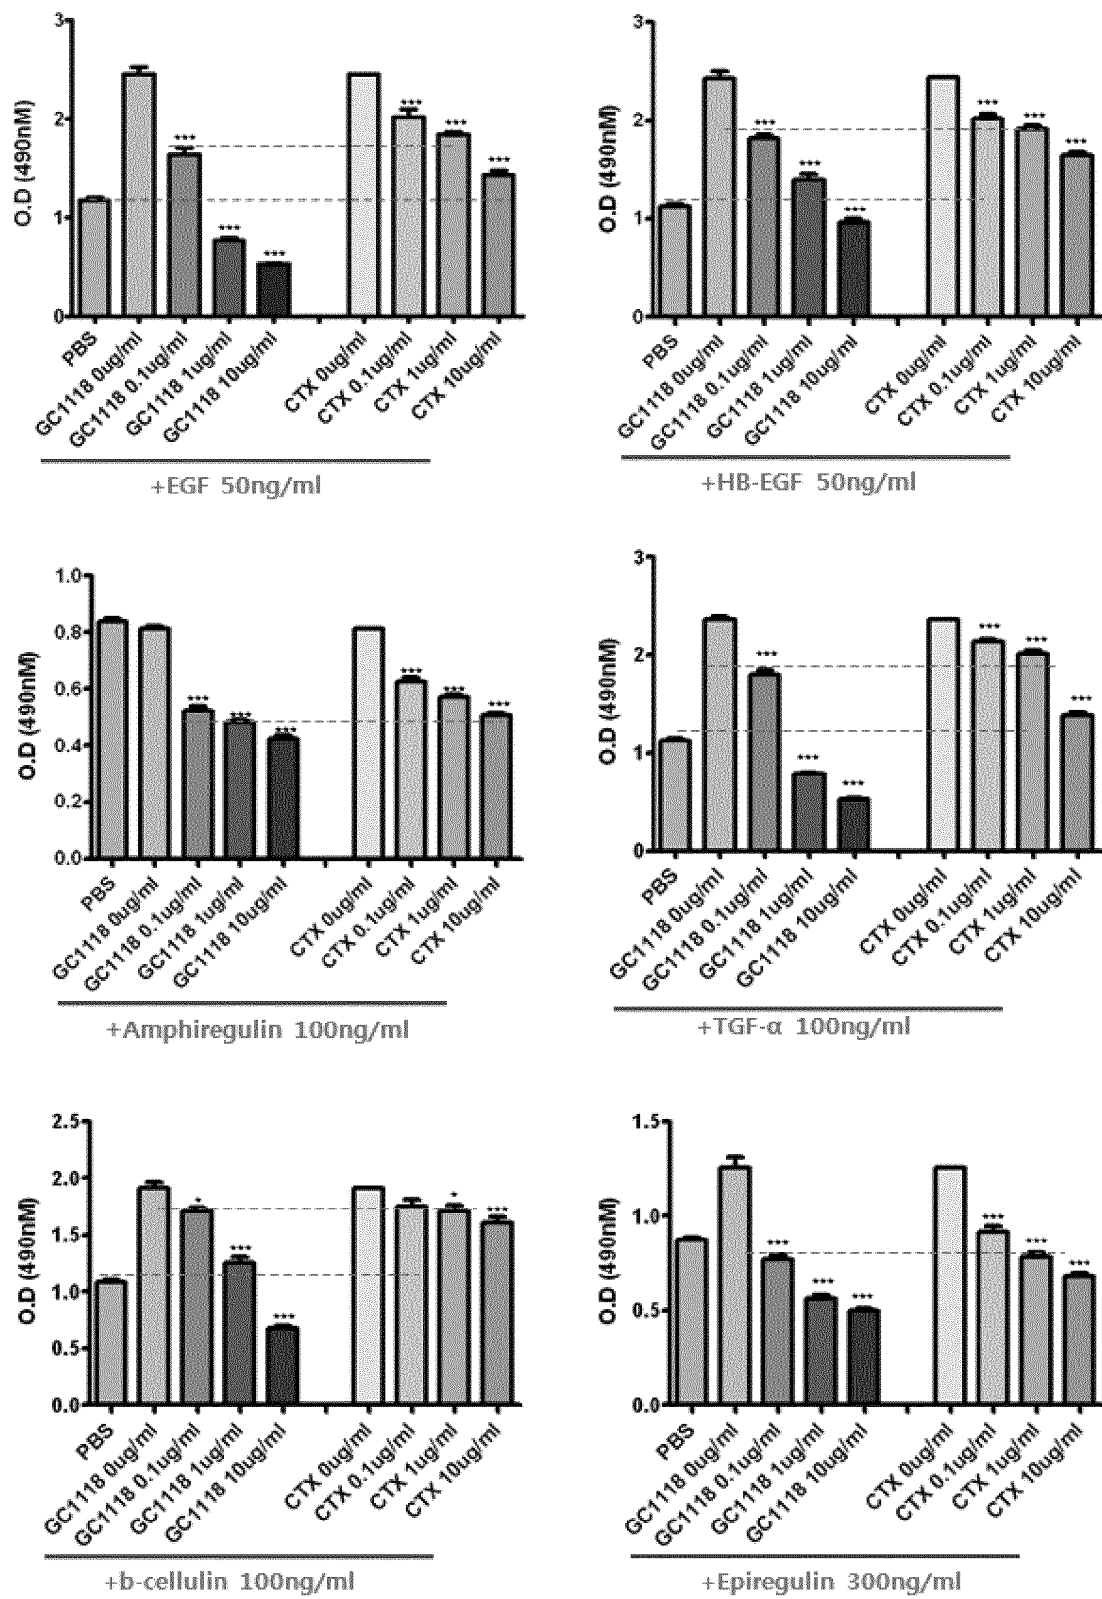 3
2
1
0
O.D (490nM)
***
***
***
***
***
***
PBS
GC1118 0ug/ml
GC1118 0.1ug/ml
GC1118 1ug/ml
GC1118 10ug/ml
CTX 0ug/ml
CTX 0.1ug/ml
CTX 1ug/ml
CTX 10ug/ml
+EGF 50ng/ml
3
2
1
0
O.D (490nM)
***
***
***
***
***
***
PBS
GC1118 0ug/ml
GC1118 0.1ug/ml
GC1118 1ug/ml
GC1118 10ug/ml
CTX 0ug/ml
CTX 0.1ug/ml
CTX 1ug/ml
CTX 10ug/ml
+HB-EGF 50ng/ml
1.0
0.8
0.6
0.4
0.2
0.0
O.D (490nM)
***
***
***
***
***
***
PBS
GC1118 0ug/ml
GC1118 0.1ug/ml
GC1118 1ug/ml
GC1118 10ug/ml
CTX 0ug/ml
CTX 0.1ug/ml
CTX 1ug/ml
CTX 10ug/ml
+Amphiregulin 100ng/ml
3
2
1
0
O.D (490nM)
***
***
***
***
***
***
PBS
GC1118 0ug/ml
GC1118 0.1ug/ml
GC1118 1ug/ml
GC1118 10ug/ml
CTX 0ug/ml
CTX 0.1ug/ml
CTX 1ug/ml
CTX 10ug/ml
+TGF-α 100ng/ml
2.5
2.0
1.5
1.0
0.5
0.0
O.D (490nM)
*
***
***
*
***
PBS
GC1118 0ug/ml
GC1118 0.1ug/ml
GC1118 1ug/ml
GC1118 10ug/ml
CTX 0ug/ml
CTX 0.1ug/ml
CTX 1ug/ml
CTX 10ug/ml
+b-cellulin 100ng/ml
1.5
1.0
0.5
0.0
O.D (490nM)
***
***
***
***
***
***
PBS
GC1118 0ug/ml
GC1118 0.1ug/ml
GC1118 1ug/ml
GC1118 10ug/ml
CTX 0ug/ml
CTX 0.1ug/ml
CTX 1ug/ml
CTX 10ug/ml
+Epiregulin 300ng/ml